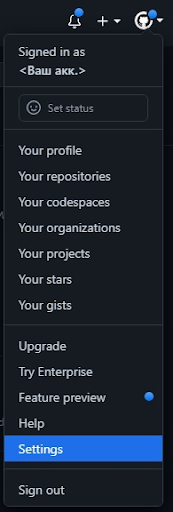 Signed in as
<Ваш акк.>
Set status
Your profile
Your repositories
Your codespaces
Your organizations
Your projects
Your stars
Your gists
Upgrade
Try Enterprise
Feature preview
Help
Settings
Sign out